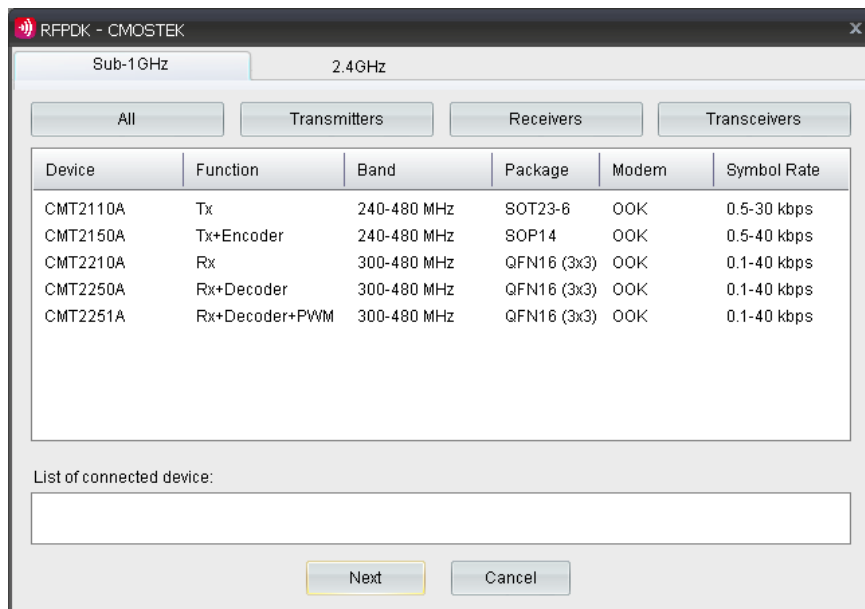 RFPDK - CMOSTEK x
Sub-1GHz 2.4GHz
All Transmitters Receivers Transceivers
Device Function Band Package Modem Symbol Rate
CMT2110A Tx 240-480 MHz SOT23-6 OOK 0.5-30 kbps
CMT2150A Tx+Encoder 240-480 MHz SOP14 OOK 0.5-40 kbps
CMT2210A Rx 300-480 MHz QFN16 (3x3) OOK 0.1-40 kbps
CMT2250A Rx+Decoder 300-480 MHz QFN16 (3x3) OOK 0.1-40 kbps
CMT2251A Rx+Decoder+PWM 300-480 MHz QFN16 (3x3) OOK 0.1-40 kbps
List of connected device:
Next Cancel